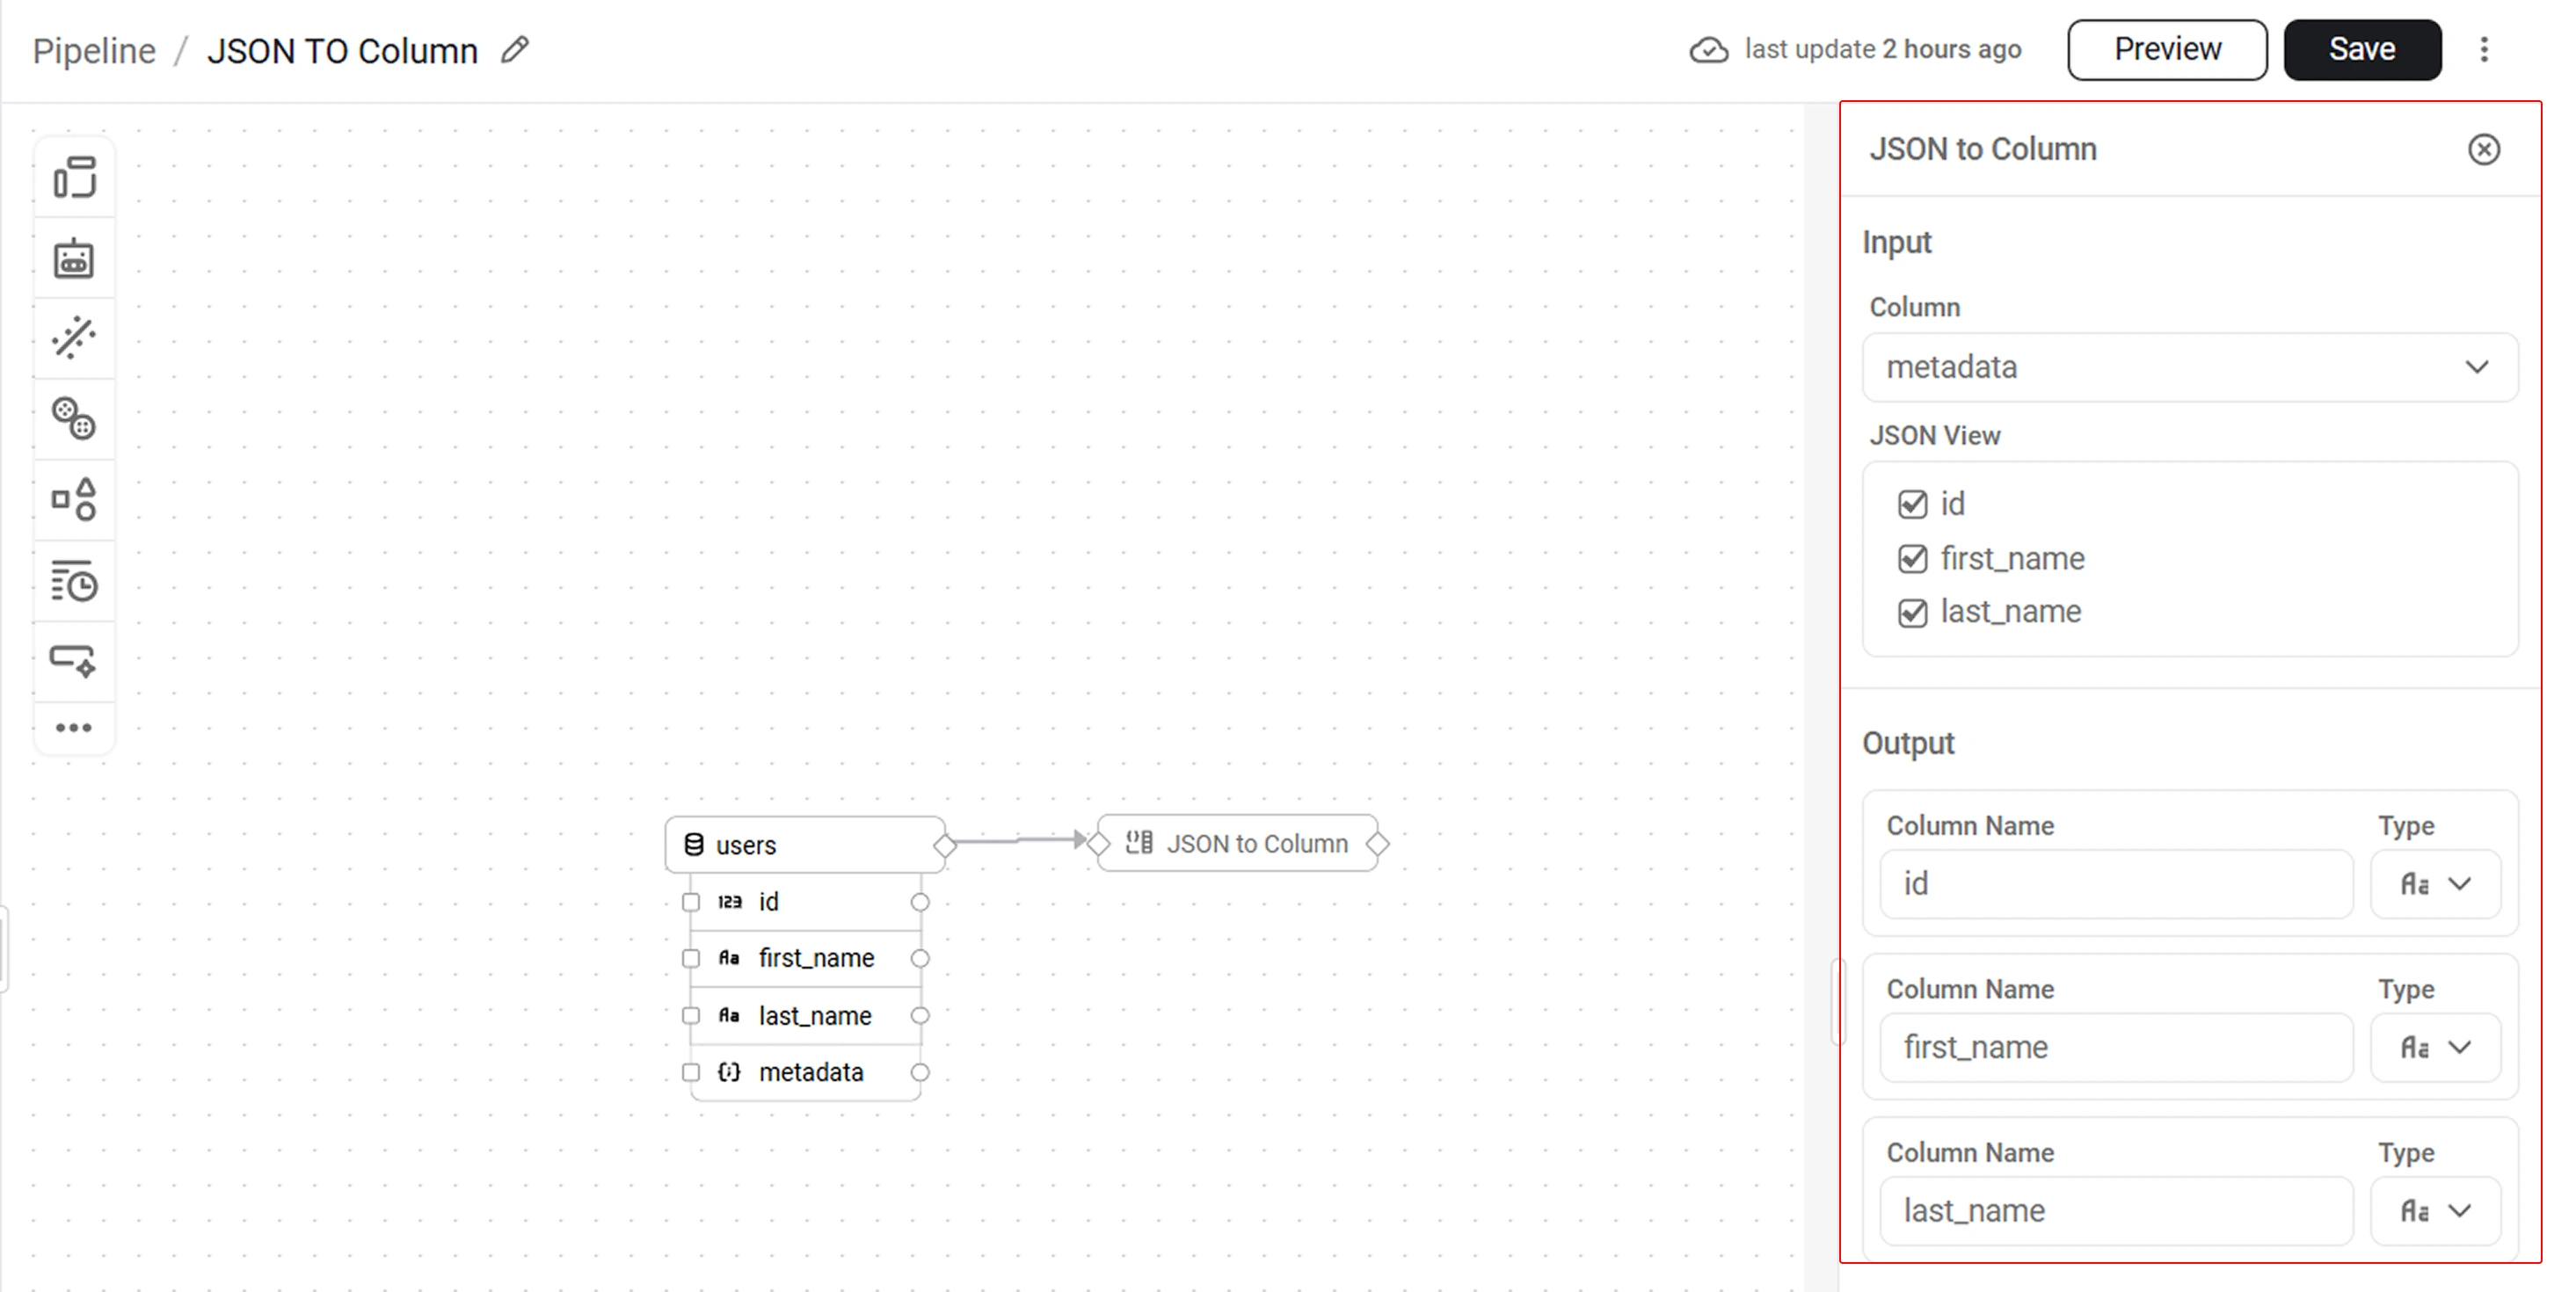 Pipeline / JSON TO Column
last update 2 hours ago
Preview
Save
users
123 id
Aa first_name
Aa last_name
{;} metadata
JSON to Column
JSON to Column
Input
Column
metadata
JSON View
id
first_name
last_name
Output
Column Name Type
id Aa
Column Name Type
first_name Aa
Column Name Type
last_name Aa